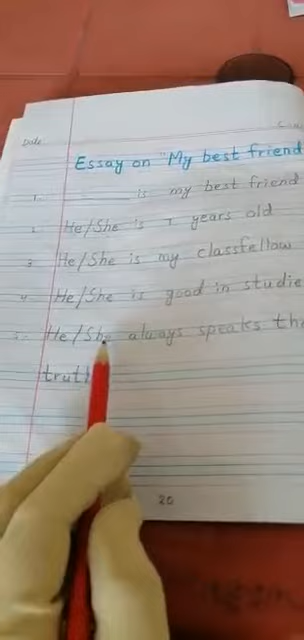 Date
Essay on "My best friend
1. ______ is my best friend
2. He/She is 7 years old
3. He/She is my classfellow
4. He/She is good in studie
5. He/She always speaks the
truth
20